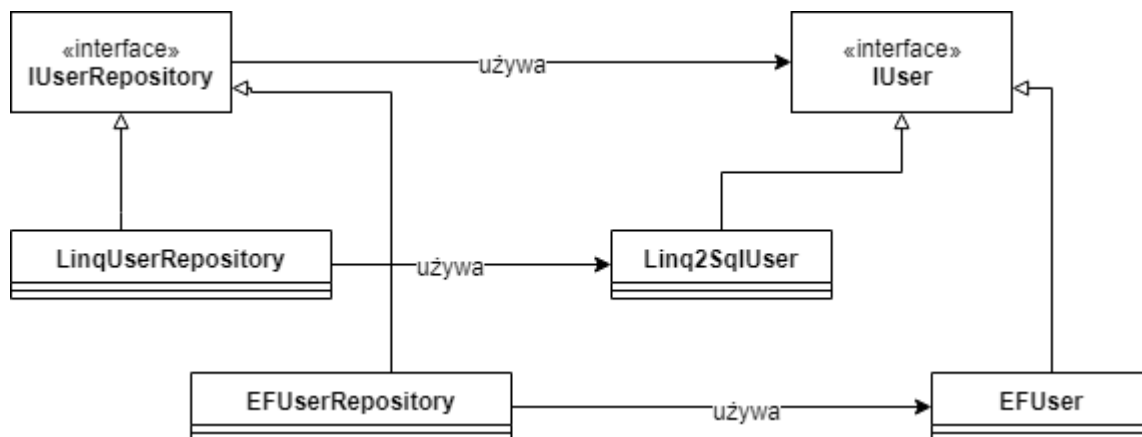 «interface»
IUserRepository
używa
«interface»
IUser
LinqUserRepository
używa
Linq2SqlUser
EFUserRepository
używa
EFUser